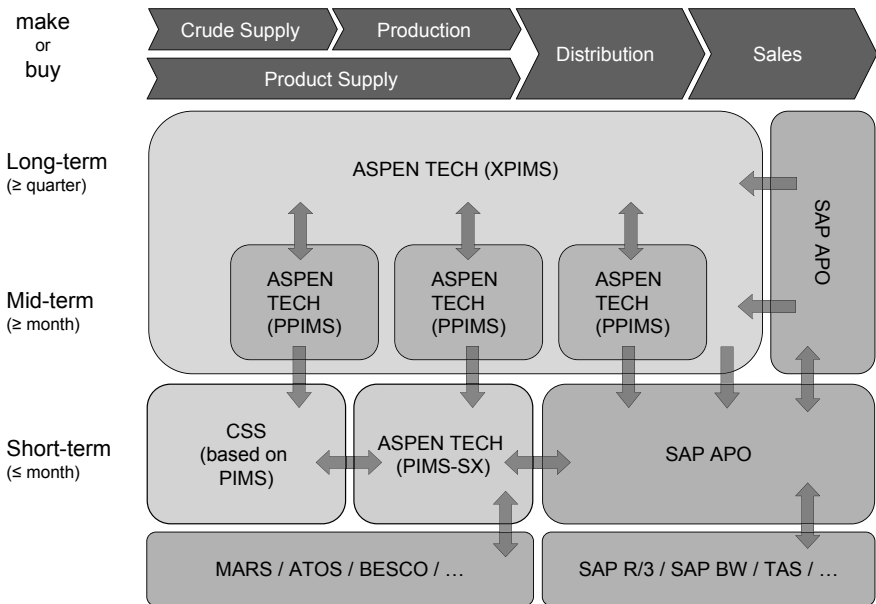 make
or
buy
Crude Supply
Production
Product Supply
Distribution
Sales
Long-term
(≥ quarter)
ASPEN TECH (XPIMS)
SAP APO
Mid-term
(≥ month)
ASPEN
TECH
(PPIMS)
ASPEN
TECH
(PPIMS)
ASPEN
TECH
(PPIMS)
Short-term
(≤ month)
CSS
(based on
PIMS)
ASPEN TECH
(PIMS-SX)
SAP APO
MARS / ATOS / BESCO / …
SAP R/3 / SAP BW / TAS / …